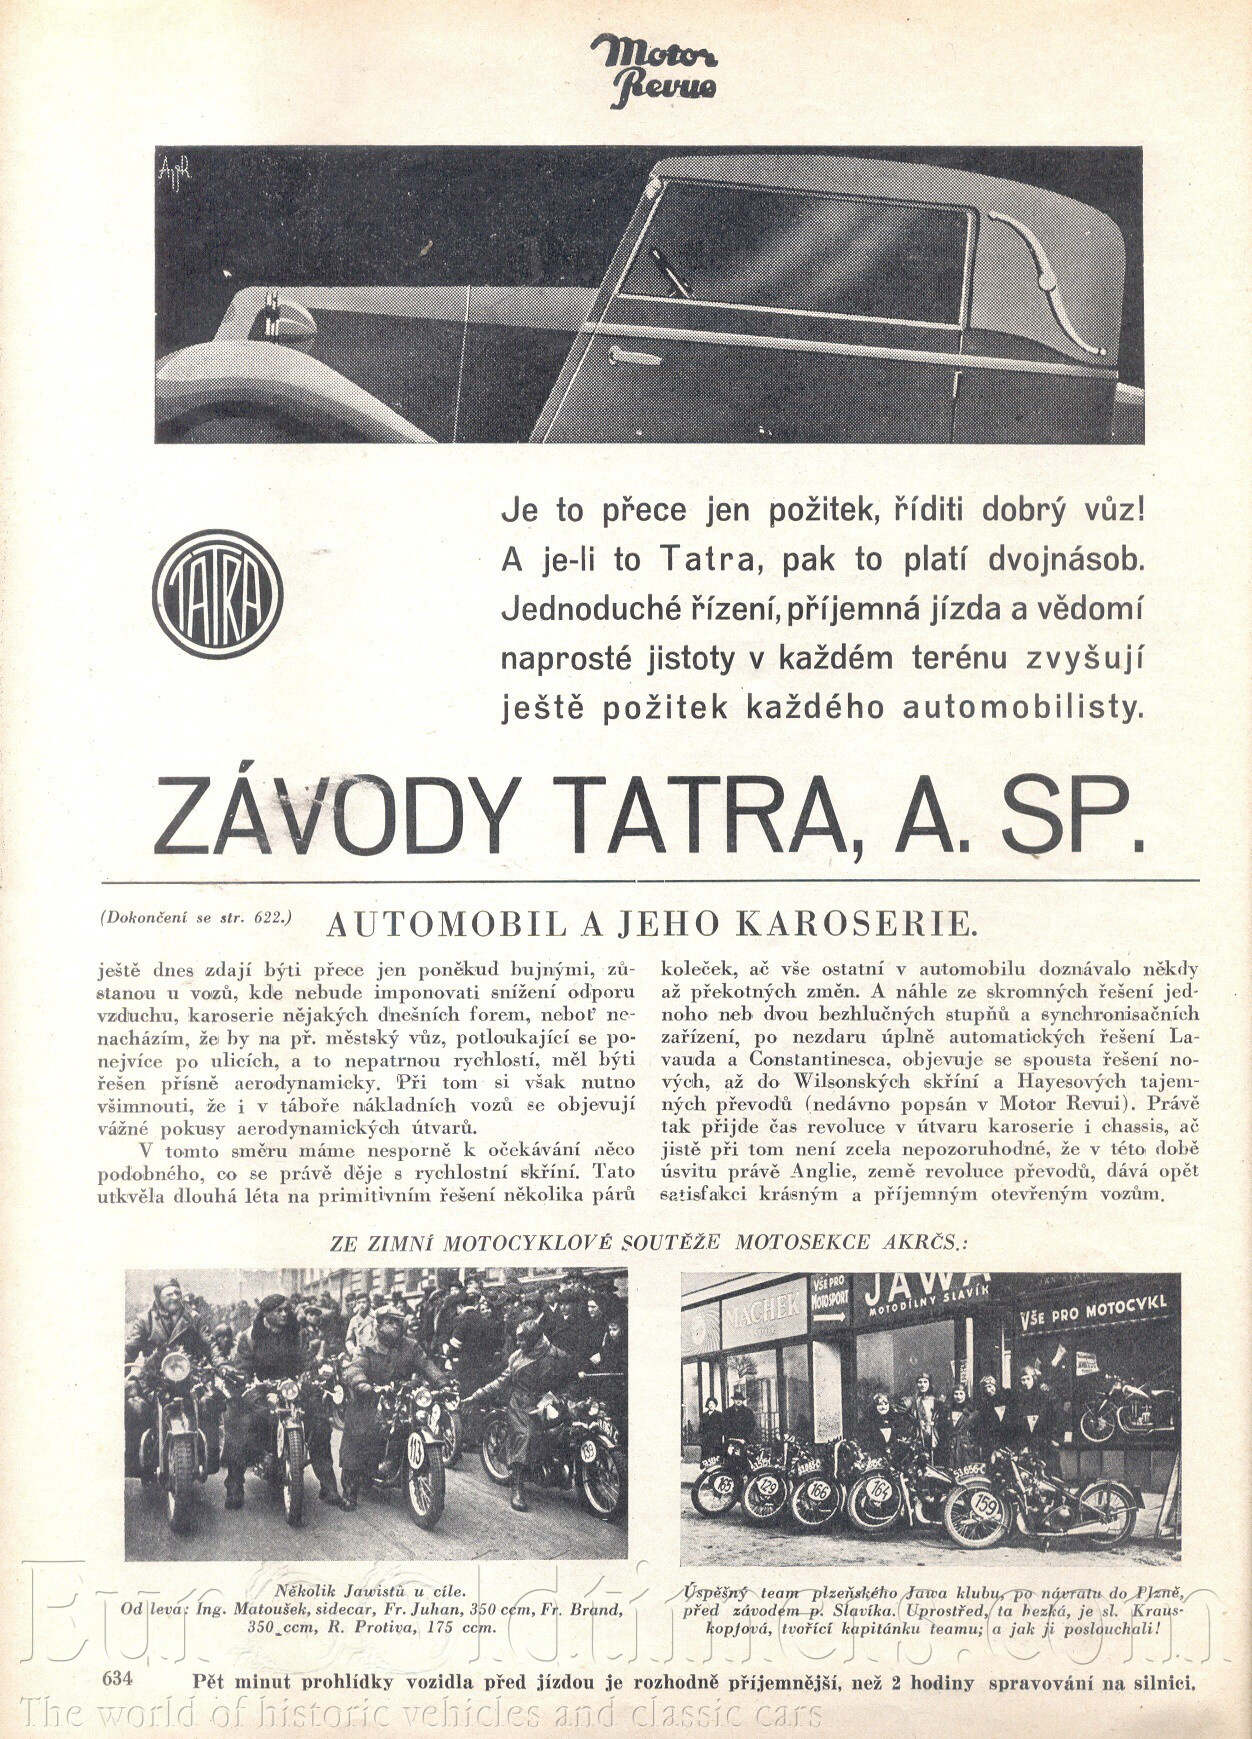 Motor
Revue
AfR
TATRA
Je to přece jen požitek, říditi dobrý vůz!
A je-li to Tatra, pak to platí dvojnásob.
Jednoduché řízení, příjemná jízda a vědomí
naprosté jistoty v každém terénu zvyšují
ještě požitek každého automobilisty.
ZÁVODY TATRA, A. SP.
(Dokončení se str. 622.)
AUTOMOBIL A JEHO KAROSERIE.
ještě dnes zdají býti přece jen poněkud bujnými, zů-
stanou u vozů, kde nebude imponovati snížení odporu
vzduchu, karoserie nějakých dnešních forem, neboť ne-
nacházím, že by na př. městský vůz, potloukající se po-
nejvíce po ulicích, a to nepatrnou rychlostí, měl býti
řešen přísně aerodynamicky. Při tom si však nutno
všimnouti, že i v táboře nákladních vozů se objevují
vážné pokusy aerodynamických útvarů.
V tomto směru máme nesporně k očekávání něco
podobného, co se právě děje s rychlostní skříní. Tato
utkvěla dlouhá léta na primitivním řešení několika párů
koleček, ač vše ostatní v automobilu doznávalo někdy
až překotných změn. A náhle ze skromných řešení jed-
noho neb dvou bezhlučných stupňů a synchronisačních
zařízení, po nezdaru úplně automatických řešení La-
vauda a Constantinesca, objevuje se spousta řešení no-
vých, až do Wilsonských skříní a Hayesových tajem-
ných převodů (nedávno popsán v Motor Revui). Právě
tak přijde čas revoluce v útvaru karoserie i chassis, ač
jistě při tom není zcela nepozoruhodné, že v této době
úsvitu právě Anglie, země revoluce převodů, dává opět
satisfakci krásným a příjemným otevřeným vozům.
ZE ZIMNÍ MOTOCYKLOVÉ SOUTĚŽE MOTOSEKCE AKRČS.:
113
139
MACHEK
VŠE PRO
MOTOSPORT
JAWA
MOTODÍLNY SLAVÍK
VŠE PRO MOTOCYKL
165
129
166
164
53.656-Č
159
Několik Jawistů u cíle.
Od leva: Ing. Matoušek, sidecar, Fr. Juhan, 350 ccm, Fr. Brand,
350 ccm, R. Protiva, 175 ccm.
Úspěšný team plzeňského Jawa klubu, po návratu do Plzně,
před závodem p. Slavíka. Uprostřed, ta hezká, je sl. Kraus-
kopfová, tvořící kapitánku teamu; a jak ji poslouchali!
634
Pět minut prohlídky vozidla před jízdou je rozhodně příjemnější, než 2 hodiny spravování na silnici.
EuroOldtimers.com
The world of historic vehicles and classic cars